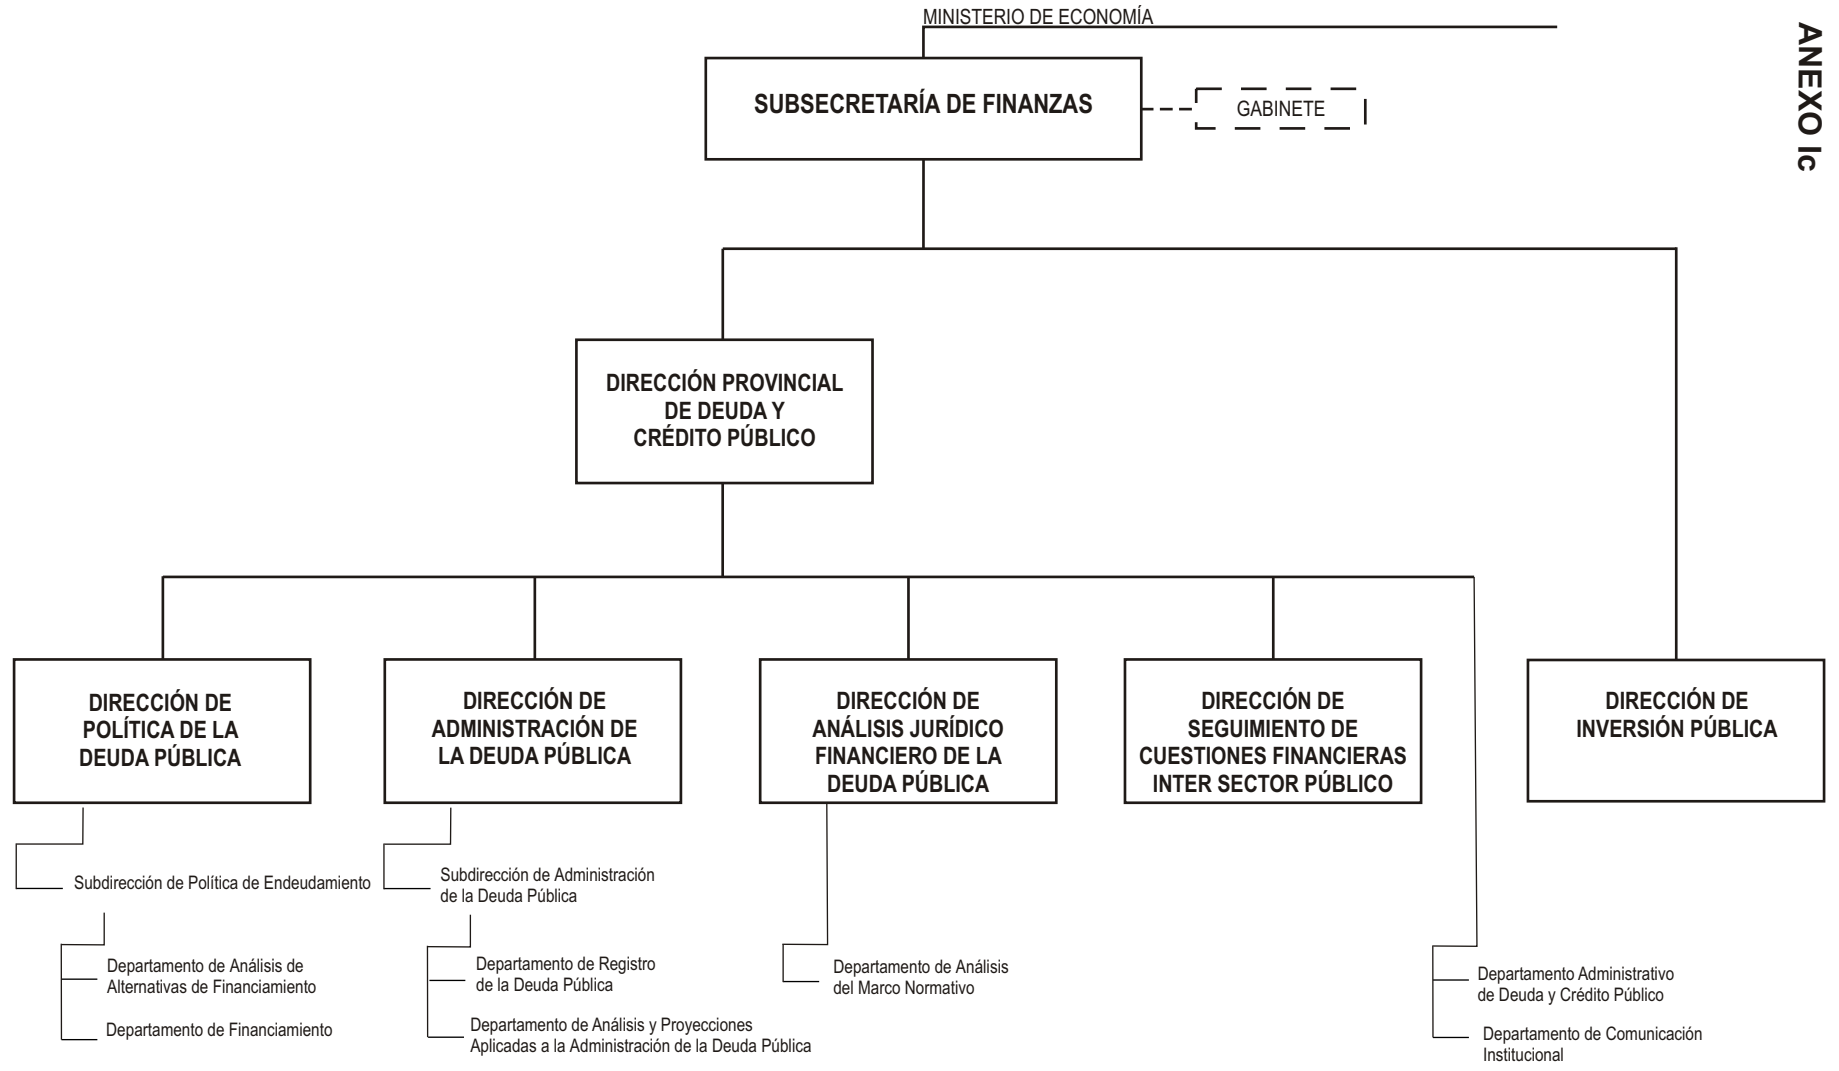 MINISTERIO DE ECONOMÍA
ANEXO Ic
SUBSECRETARÍA DE FINANZAS
GABINETE
DIRECCIÓN PROVINCIAL
DE DEUDA Y
CRÉDITO PÚBLICO
DIRECCIÓN DE
POLÍTICA DE LA
DEUDA PÚBLICA
DIRECCIÓN DE
ADMINISTRACIÓN DE
LA DEUDA PÚBLICA
DIRECCIÓN DE
ANÁLISIS JURÍDICO
FINANCIERO DE LA
DEUDA PÚBLICA
DIRECCIÓN DE
SEGUIMIENTO DE
CUESTIONES FINANCIERAS
INTER SECTOR PÚBLICO
DIRECCIÓN DE
INVERSIÓN PÚBLICA
Subdirección de Política de Endeudamiento
Departamento de Análisis de
Alternativas de Financiamiento
Departamento de Financiamiento
Subdirección de Administración
de la Deuda Pública
Departamento de Registro
de la Deuda Pública
Departamento de Análisis y Proyecciones
Aplicadas a la Administración de la Deuda Pública
Departamento de Análisis
del Marco Normativo
Departamento Administrativo
de Deuda y Crédito Público
Departamento de Comunicación
Institucional